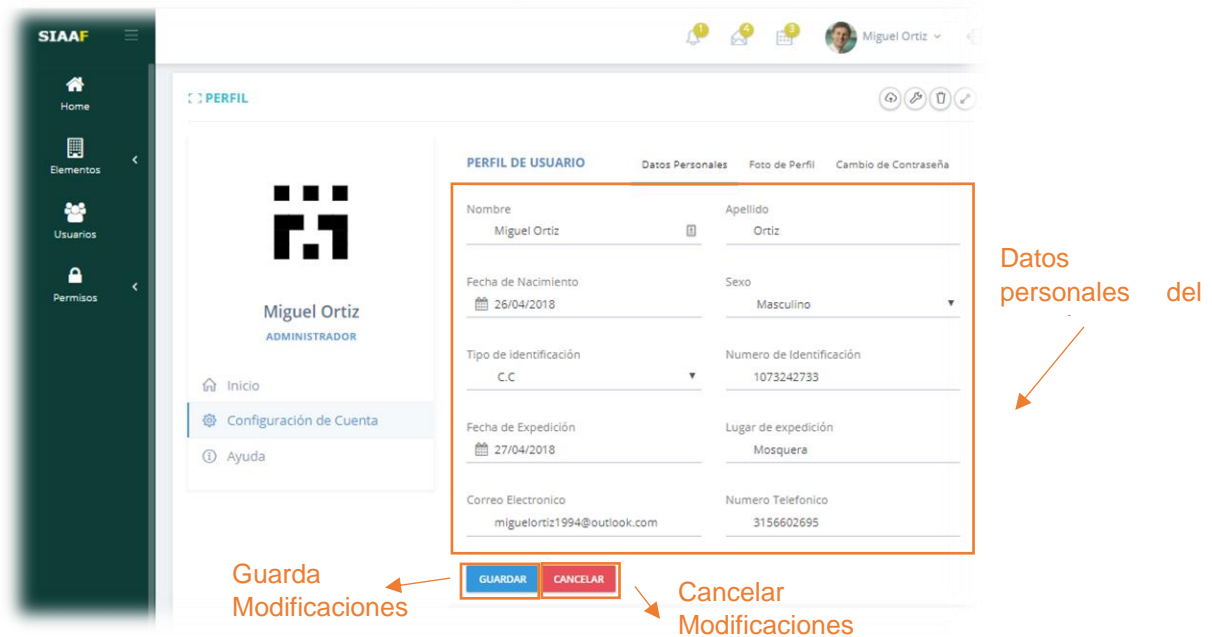 SIAAF
1
4
3
Miguel Ortiz
Home
Elementos
Usuarios
Permisos
PERFIL
Miguel Ortiz
ADMINISTRADOR
Inicio
Configuración de Cuenta
Ayuda
PERFIL DE USUARIO
Datos Personales
Foto de Perfil
Cambio de Contraseña
Nombre
Miguel Ortiz
Apellido
Ortiz
Fecha de Nacimiento
26/04/2018
Sexo
Masculino
Tipo de identificación
C.C
Numero de Identificación
1073242733
Fecha de Expedición
27/04/2018
Lugar de expedición
Mosquera
Correo Electronico
miguelortiz1994@outlook.com
Numero Telefonico
3156602695
GUARDAR
CANCELAR
Guarda
Modificaciones
Cancelar
Modificaciones
Datos
personales del